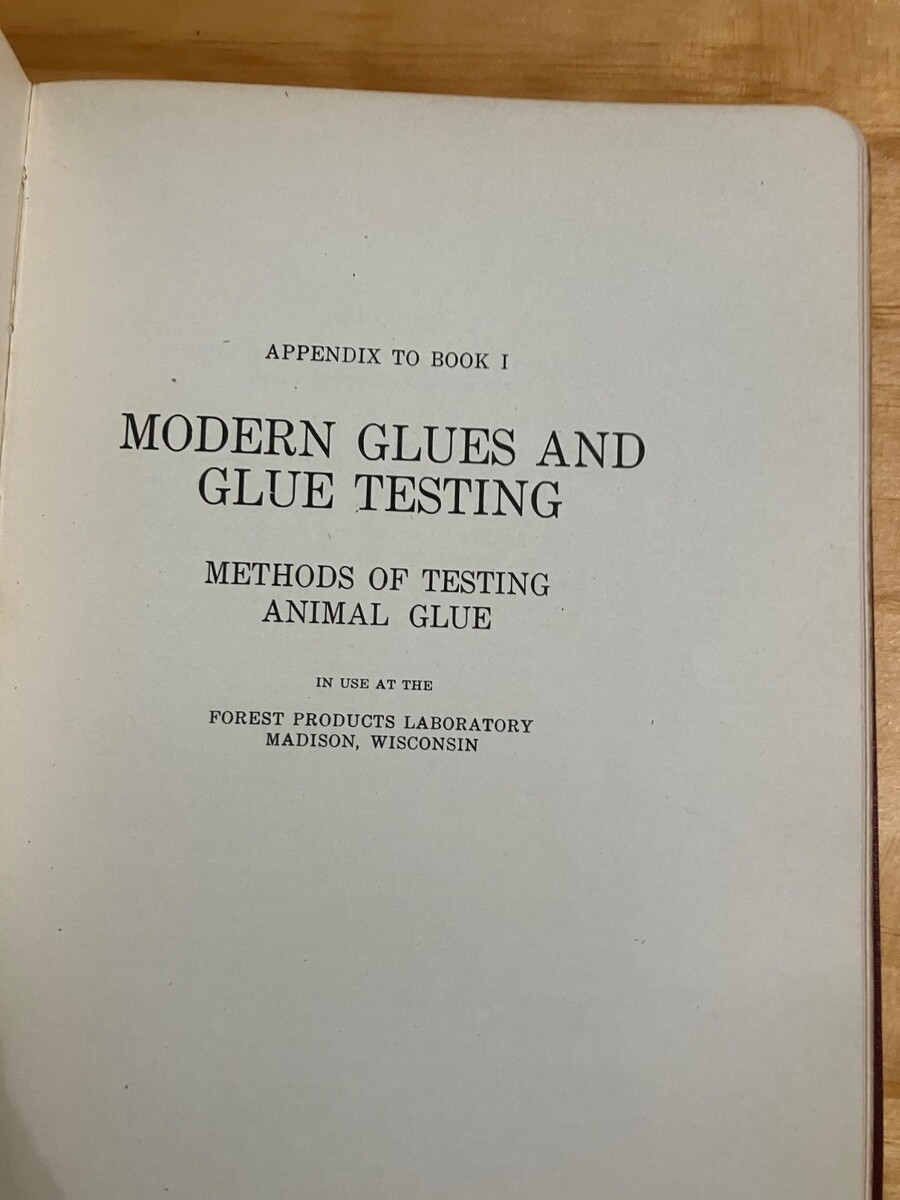 APPENDIX TO BOOK I
MODERN GLUES AND
GLUE TESTING
METHODS OF TESTING
ANIMAL GLUE
IN USE AT THE
FOREST PRODUCTS LABORATORY
MADISON, WISCONSIN